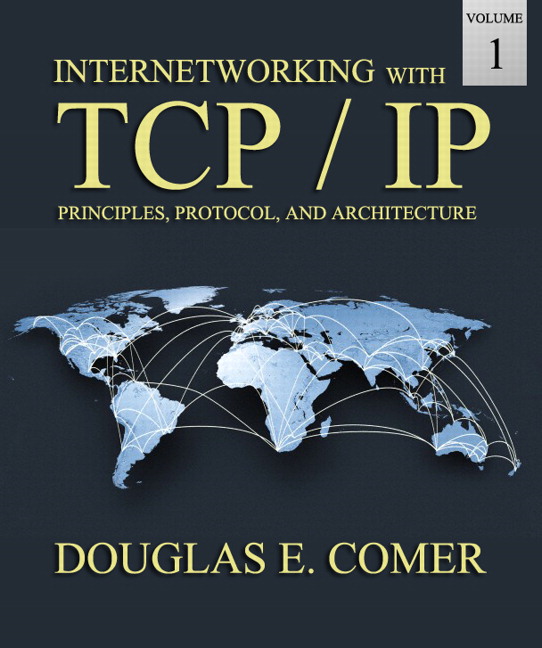 VOLUME
1
INTERNETWORKING WITH
TCP / IP
PRINCIPLES, PROTOCOL, AND ARCHITECTURE
DOUGLAS E. COMER